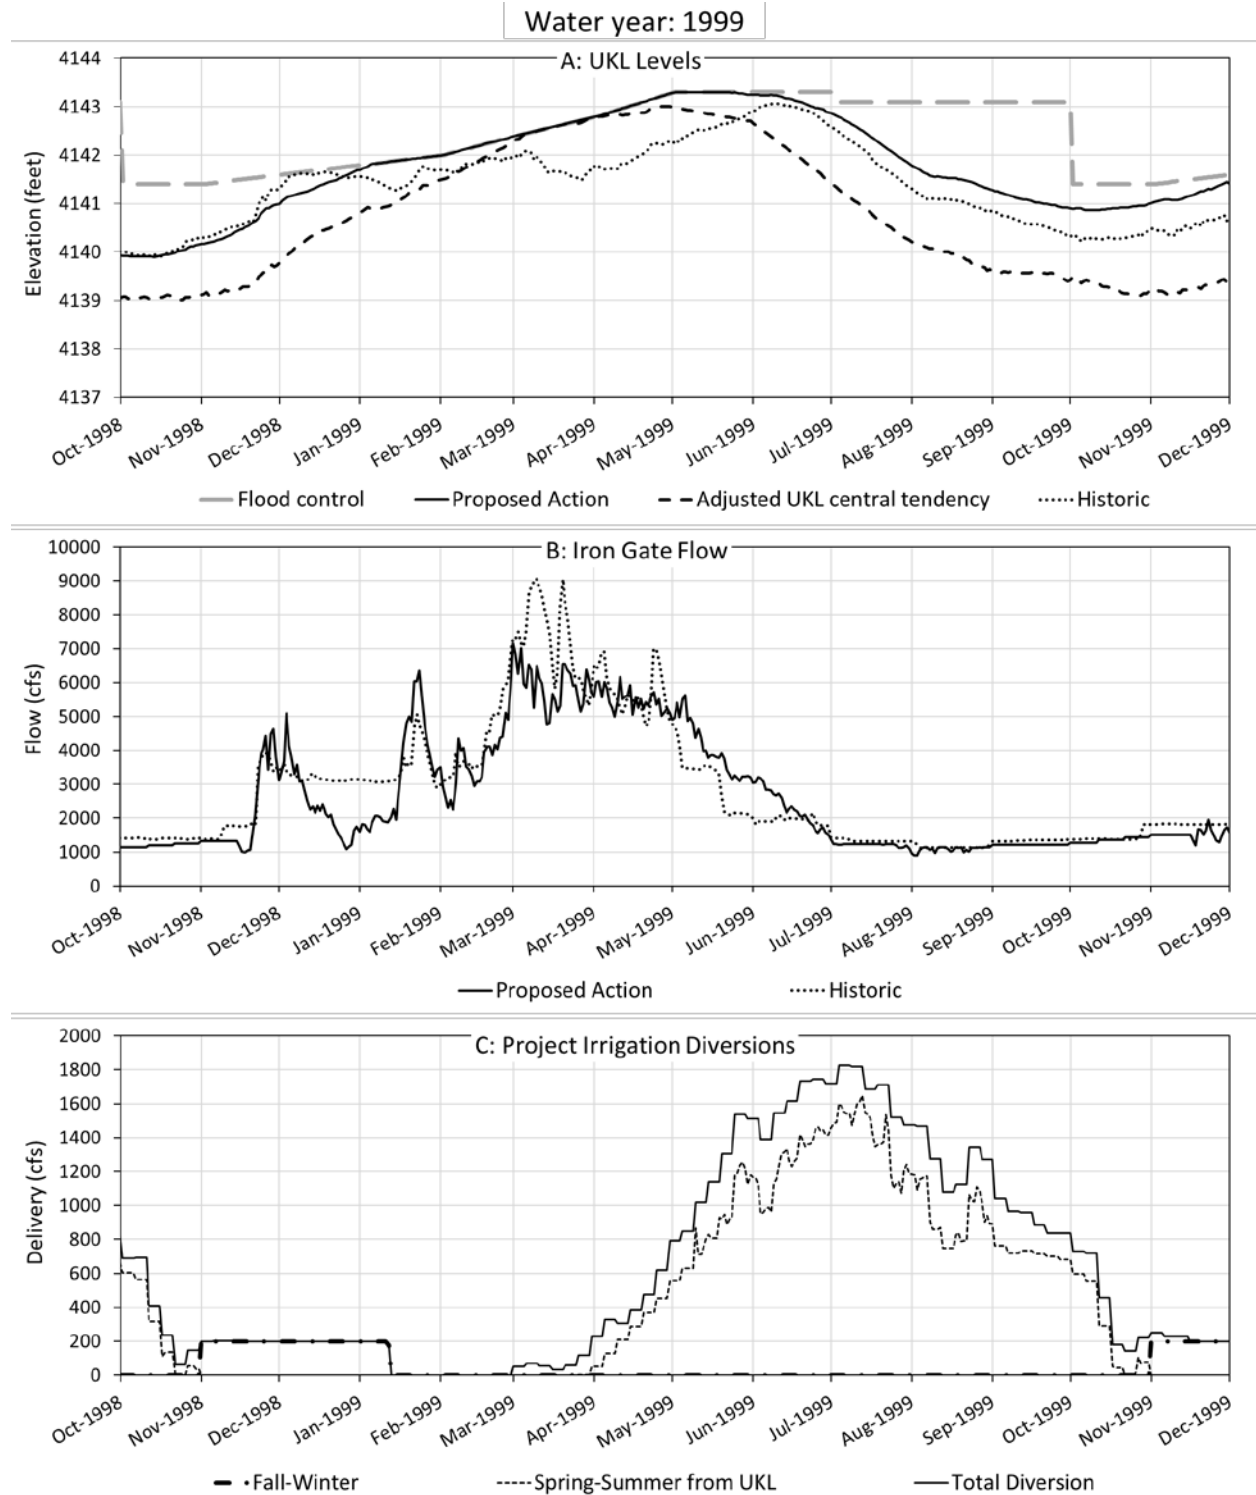 Water year: 1999
A: UKL Levels
Elevation (feet)
4144
4143
4142
4141
4140
4139
4138
4137
Oct-1998 Nov-1998 Dec-1998 Jan-1999 Feb-1999 Mar-1999 Apr-1999 May-1999 Jun-1999 Jul-1999 Aug-1999 Sep-1999 Oct-1999 Nov-1999 Dec-1999
Flood control Proposed Action Adjusted UKL central tendency Historic
B: Iron Gate Flow
Flow (cfs)
10000
9000
8000
7000
6000
5000
4000
3000
2000
1000
0
Oct-1998 Nov-1998 Dec-1998 Jan-1999 Feb-1999 Mar-1999 Apr-1999 May-1999 Jun-1999 Jul-1999 Aug-1999 Sep-1999 Oct-1999 Nov-1999 Dec-1999
Proposed Action Historic
C: Project Irrigation Diversions
Delivery (cfs)
2000
1800
1600
1400
1200
1000
800
600
400
200
0
Oct-1998 Nov-1998 Dec-1998 Jan-1999 Feb-1999 Mar-1999 Apr-1999 May-1999 Jun-1999 Jul-1999 Aug-1999 Sep-1999 Oct-1999 Nov-1999 Dec-1999
Fall-Winter Spring-Summer from UKL Total Diversion